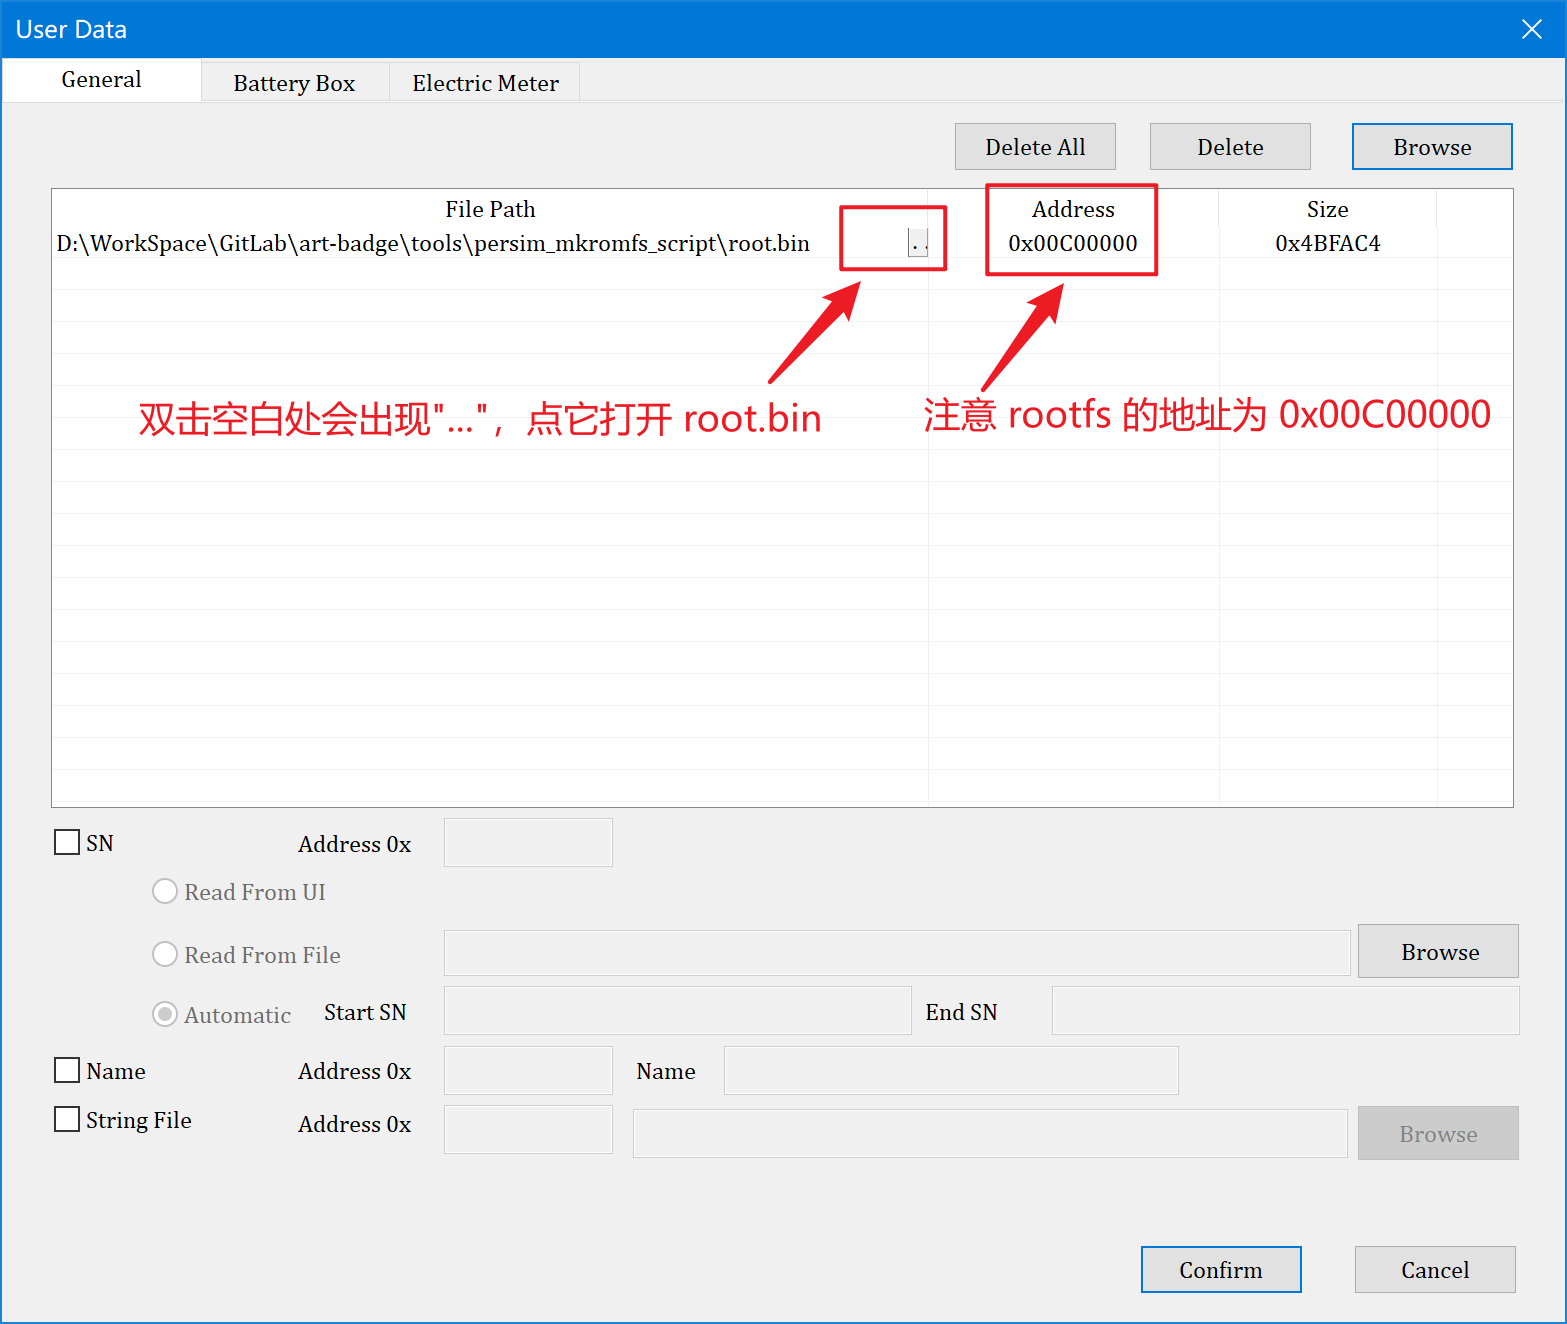 User Data
General Battery Box Electric Meter
Delete All Delete Browse
File Path Address Size
D:\WorkSpace\GitLab\art-badge\tools\persim_mkromfs_script\root.bin .. 0x00C00000 0x4BFAC4
双击空白处会出现"..."，点它打开 root.bin
注意 rootfs 的地址为 0x00C00000
SN Address 0x
Read From UI
Read From File Browse
Automatic Start SN End SN
Name Address 0x Name
String File Address 0x Browse
Confirm Cancel